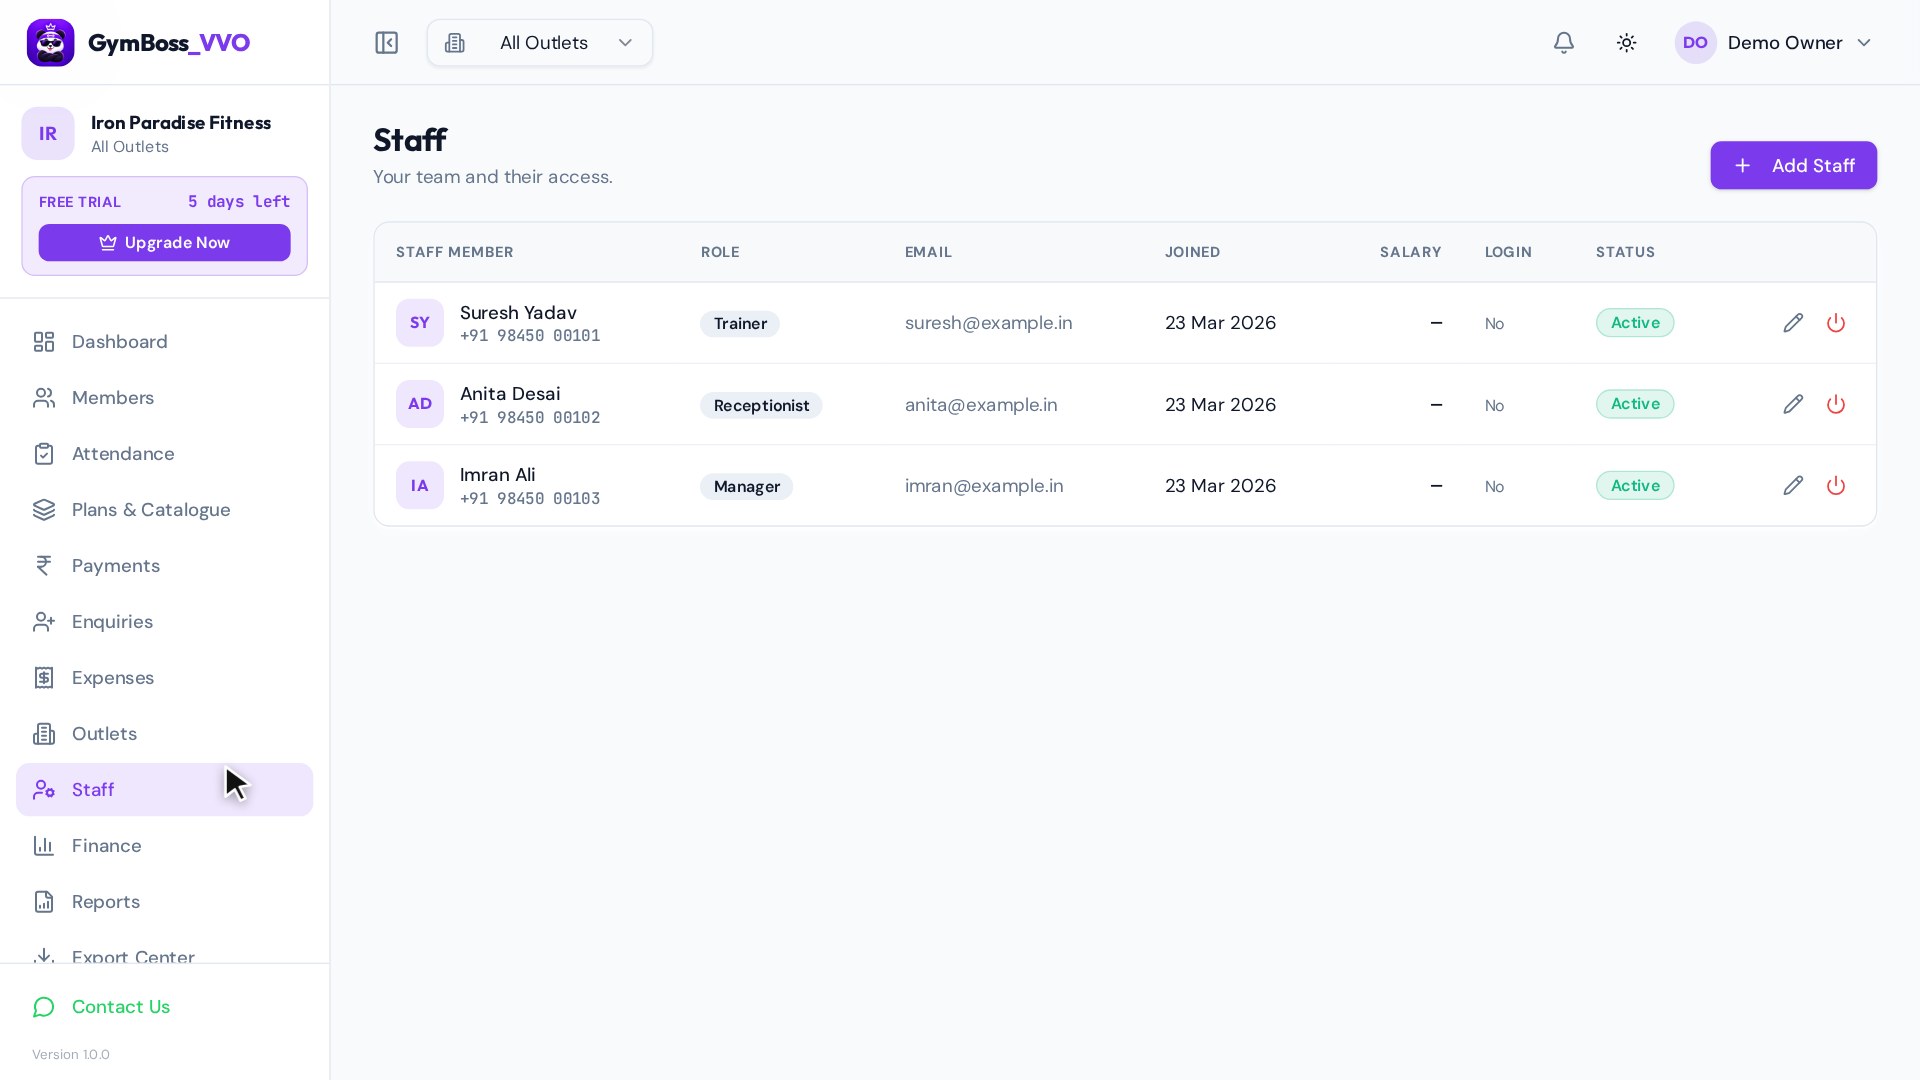 GymBoss_VVO
All Outlets
DO
Demo Owner
IR
Iron Paradise Fitness
All Outlets
FREE TRIAL
5 days left
Upgrade Now
Dashboard
Members
Attendance
Plans & Catalogue
Payments
Enquiries
Expenses
Outlets
Staff
Finance
Reports
Export Center
Contact Us
Version 1.0.0
Staff
Your team and their access.
+ Add Staff
STAFF MEMBER ROLE EMAIL JOINED SALARY LOGIN STATUS
SY Suresh Yadav
+91 98450 00101
Trainer suresh@example.in 23 Mar 2026 – No Active
AD Anita Desai
+91 98450 00102
Receptionist anita@example.in 23 Mar 2026 – No Active
IA Imran Ali
+91 98450 00103
Manager imran@example.in 23 Mar 2026 – No Active